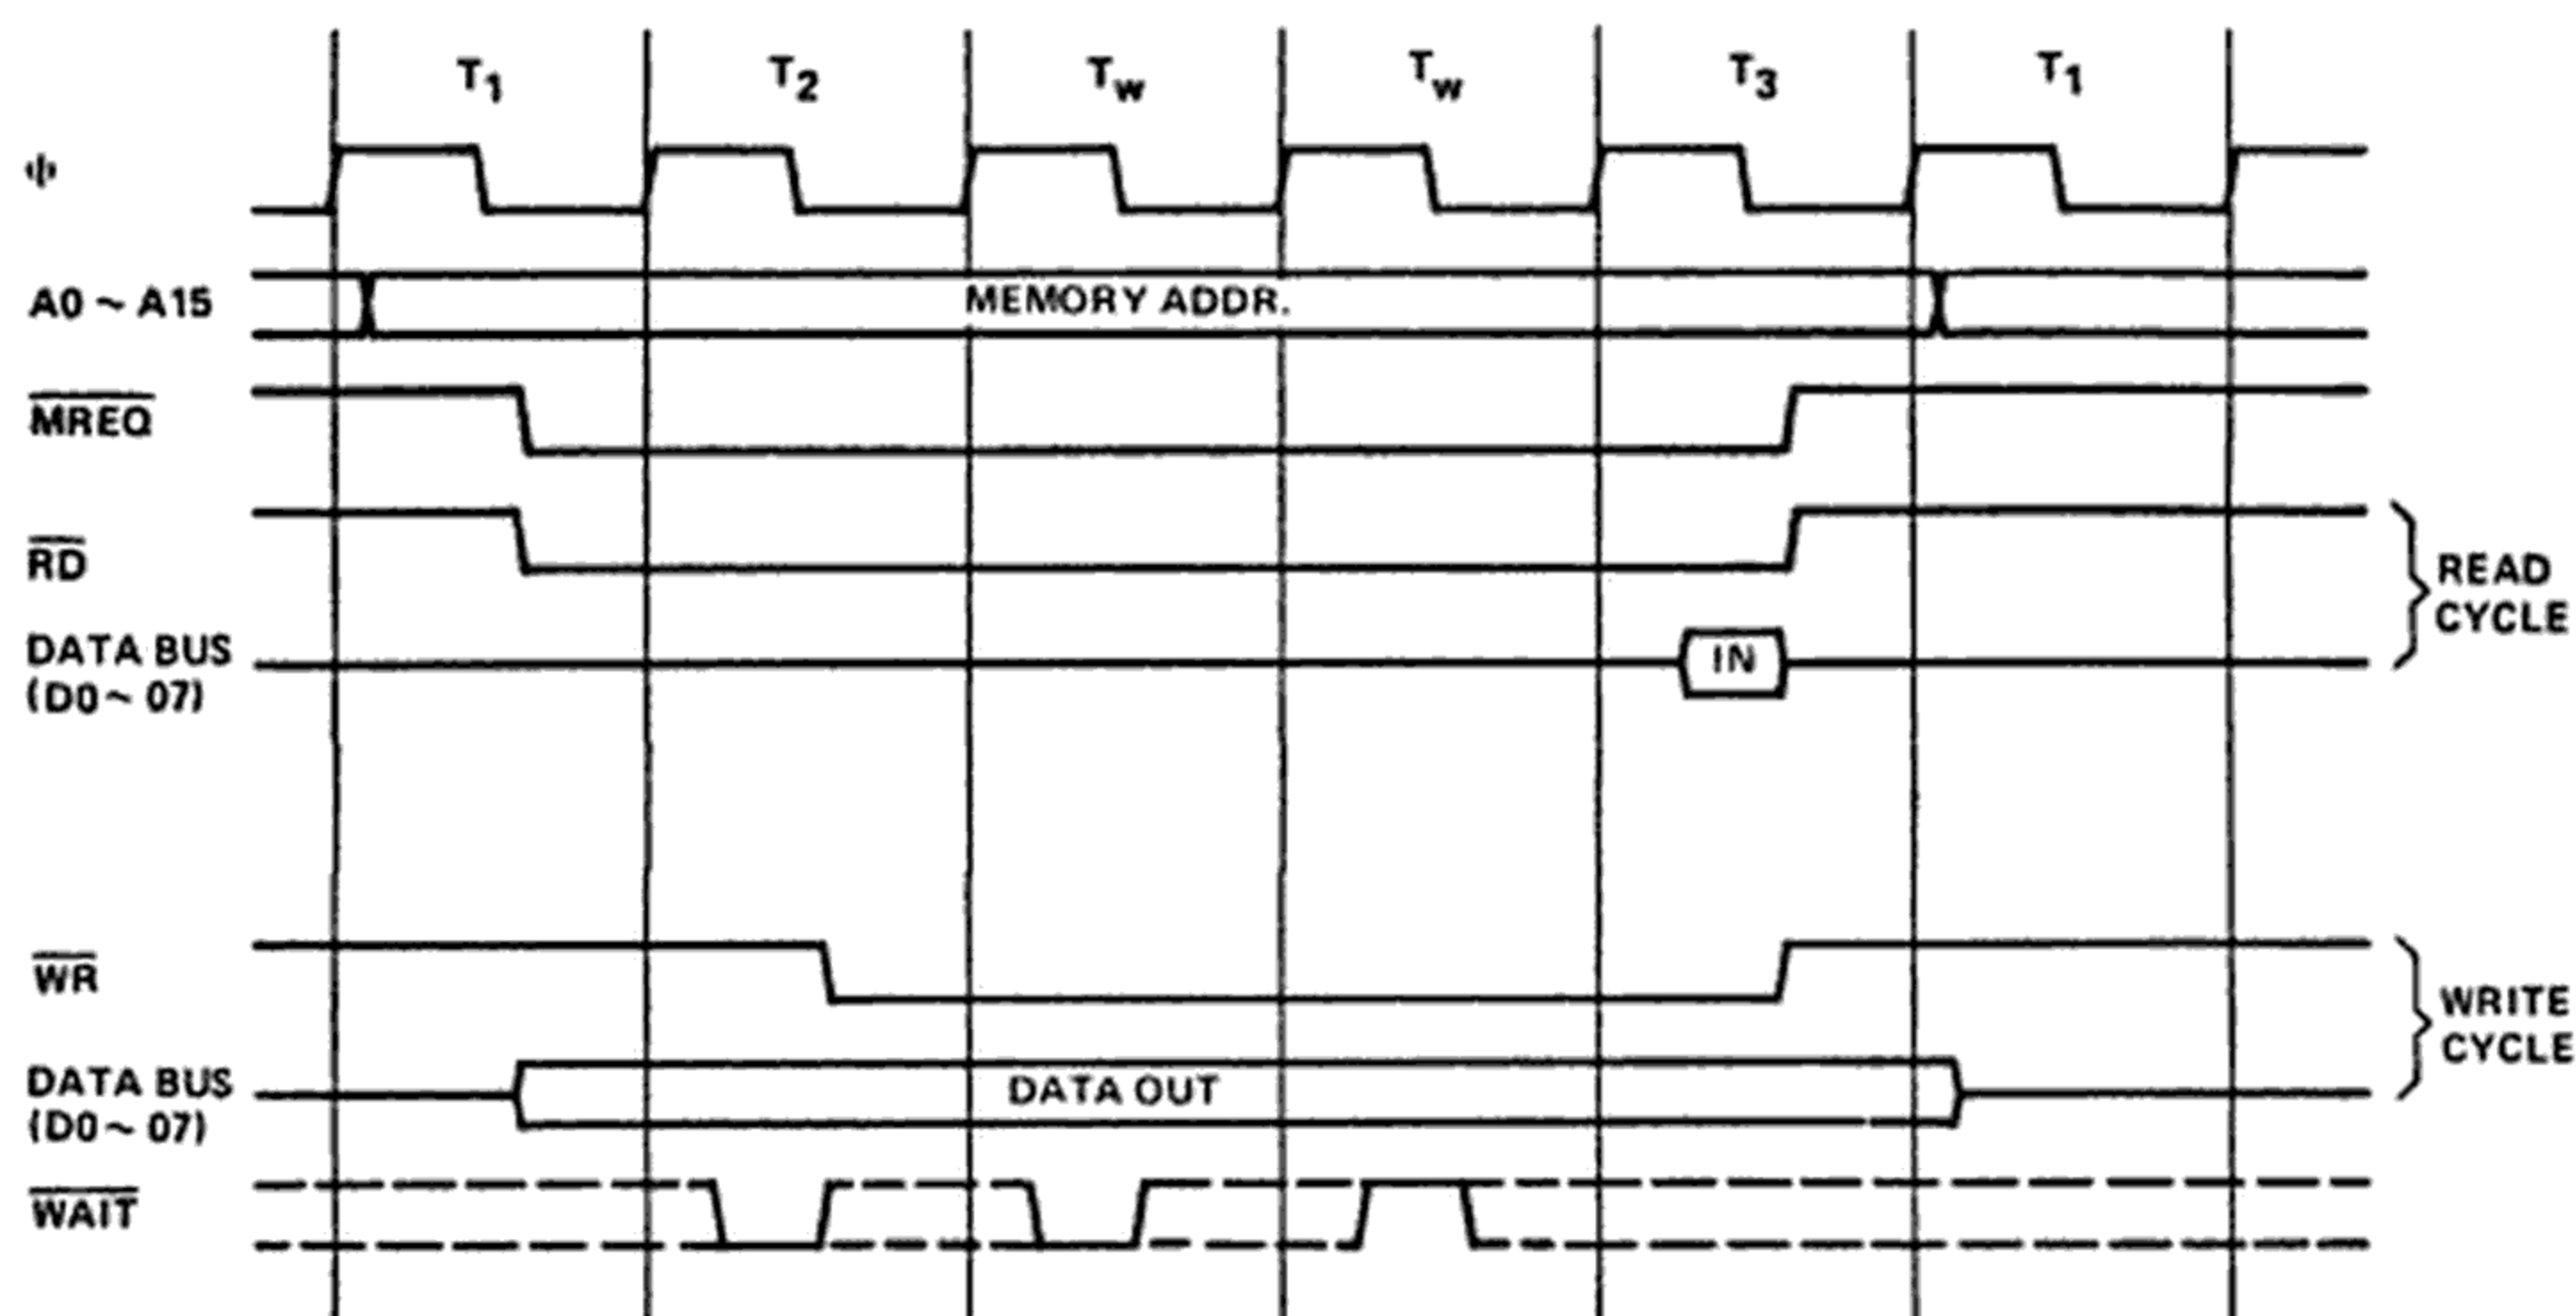 T1 T2 Tw Tw T3 T1
Φ
A0 ~ A15 MEMORY ADDR.
MREQ
RD
READ
CYCLE
DATA BUS
(D0 ~ 07)
IN
WR
WRITE
CYCLE
DATA BUS
(D0 ~ 07)
DATA OUT
WAIT